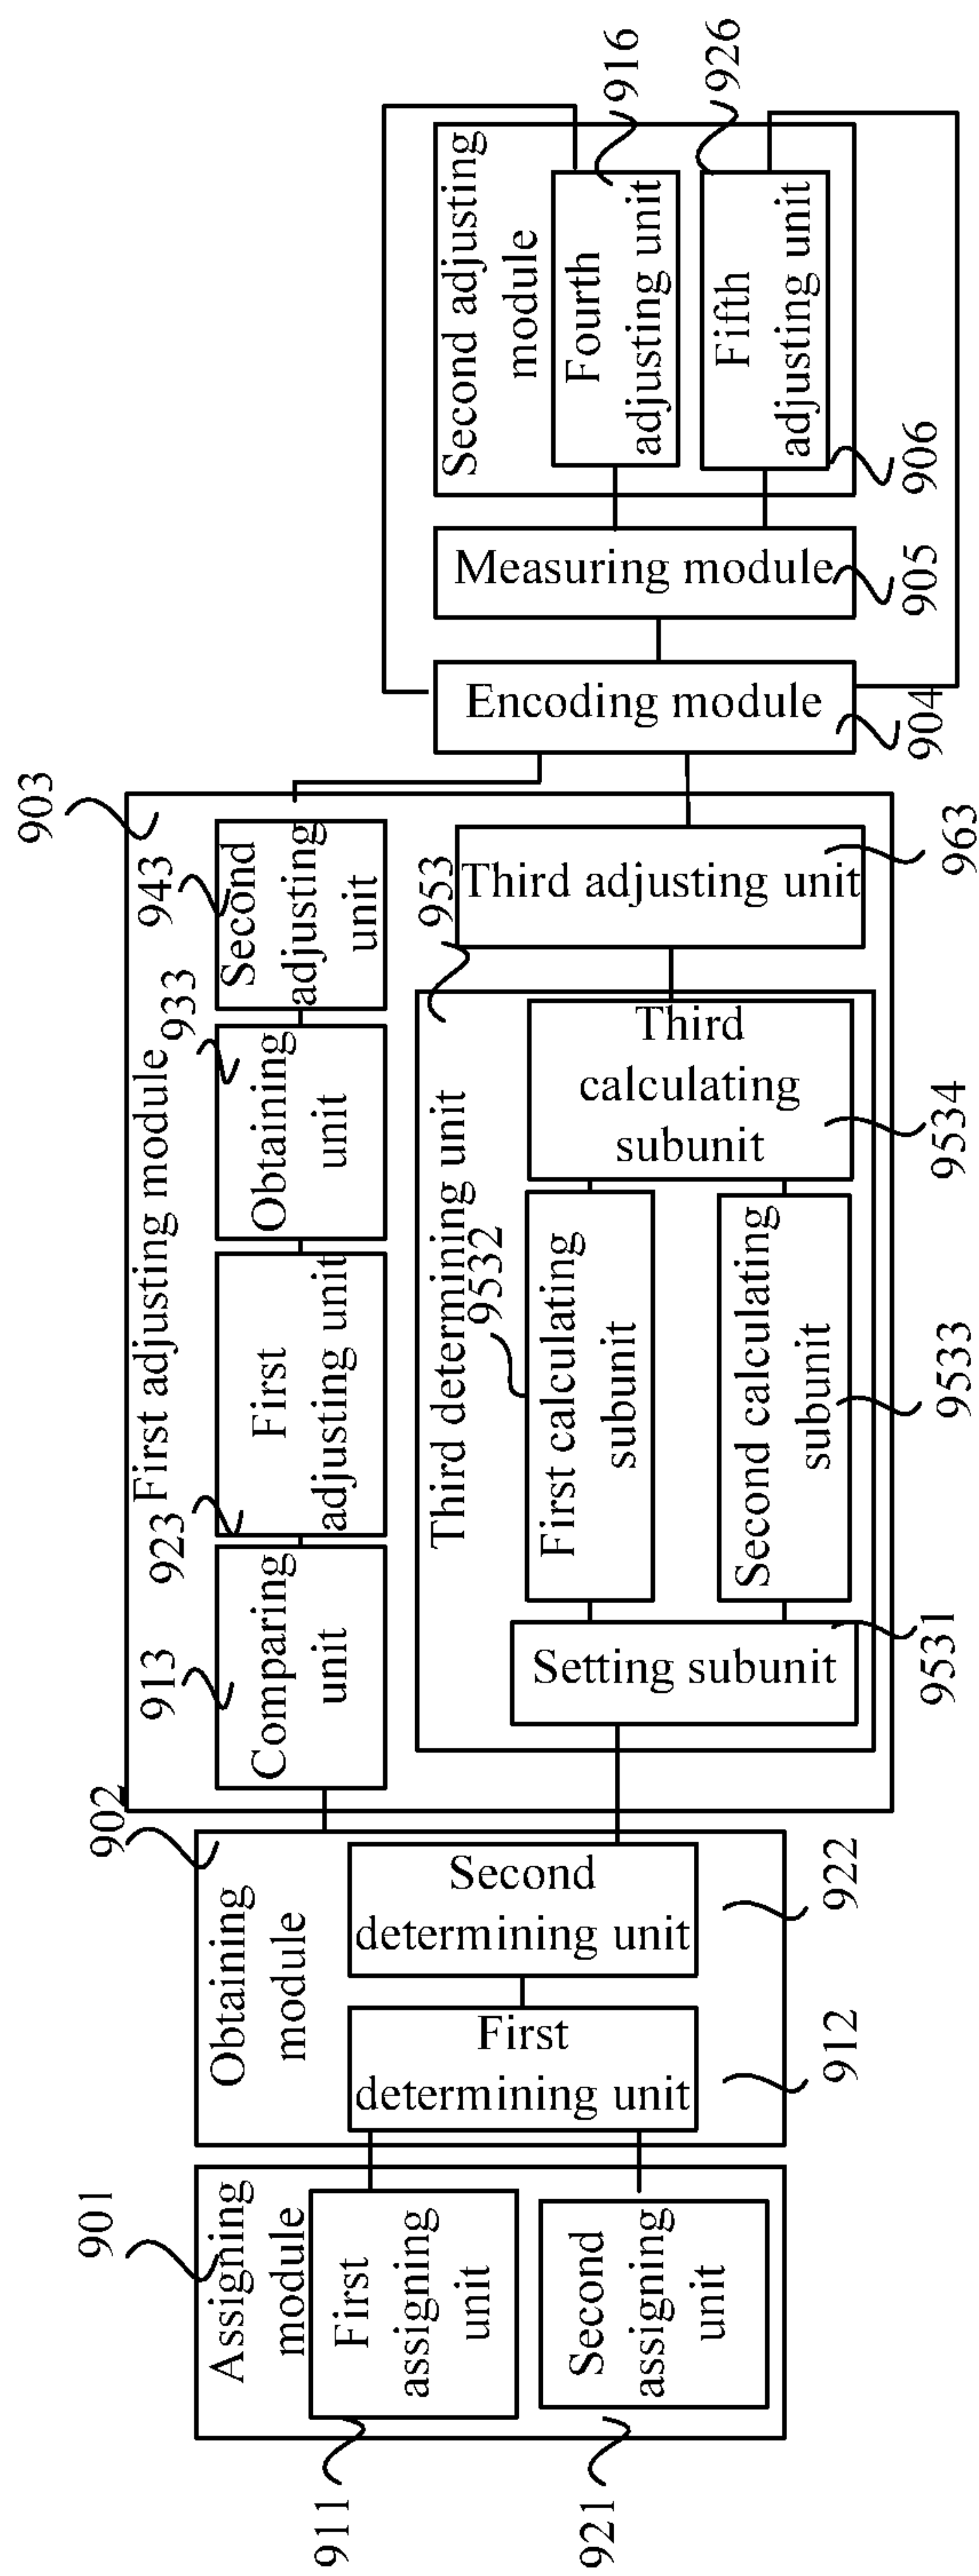 901
Assigning
module
First
assigning
unit
911
Second
assigning
unit
921
902
Obtaining
module
First
determining unit
912
Second
determining unit
922
903
First adjusting module
913
Comparing
unit
923
First
adjusting unit
933
Obtaining
unit
943
Second
adjusting
unit
953
Third determining unit
Setting subunit
9531
9532
First calculating
subunit
Second calculating
subunit
9533
Third
calculating
subunit
9534
Third adjusting unit
963
Encoding module
904
Measuring module
905
Second adjusting
module
906
Fourth
adjusting unit
916
Fifth
adjusting unit
926